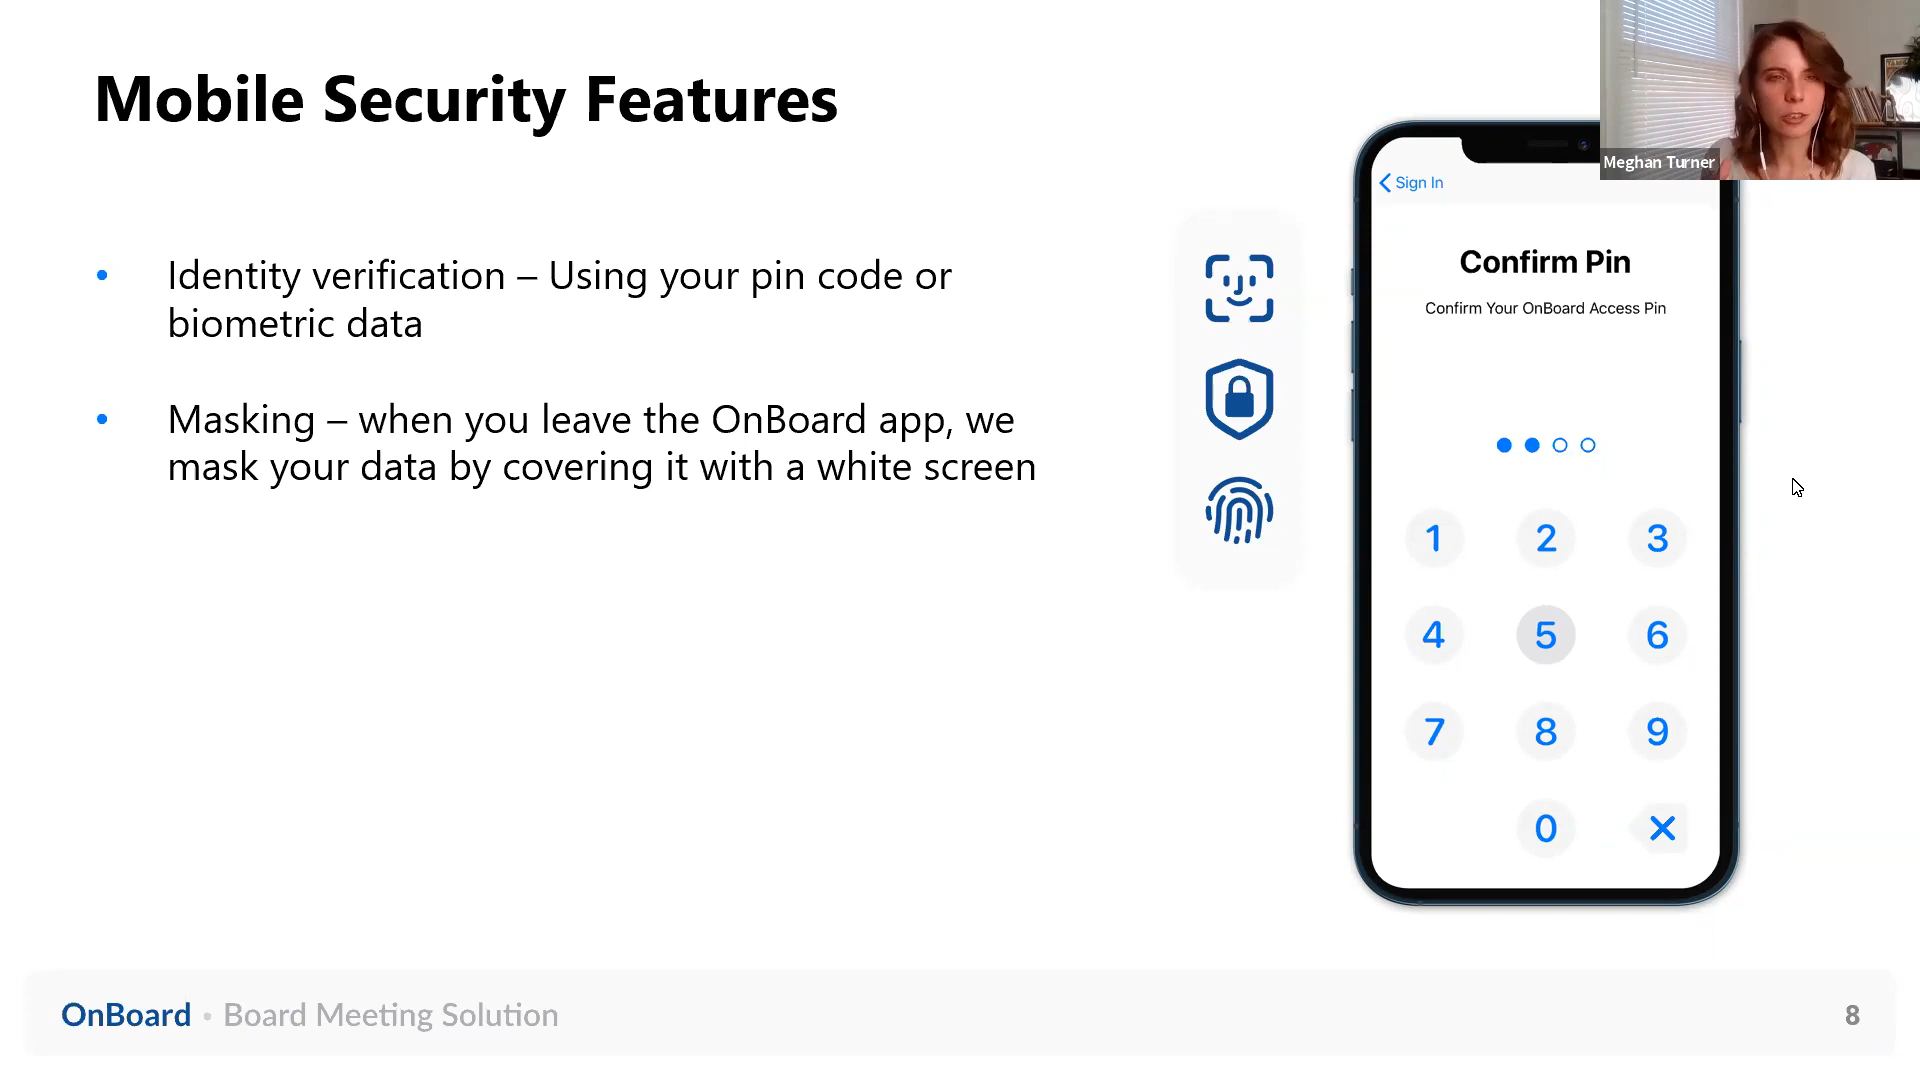 Mobile Security Features
Meghan Turner
• Identity verification – Using your pin code or
biometric data
• Masking – when you leave the OnBoard app, we
mask your data by covering it with a white screen
Sign In
Confirm Pin
Confirm Your OnBoard Access Pin
1 2 3
4 5 6
7 8 9
0
OnBoard • Board Meeting Solution
8